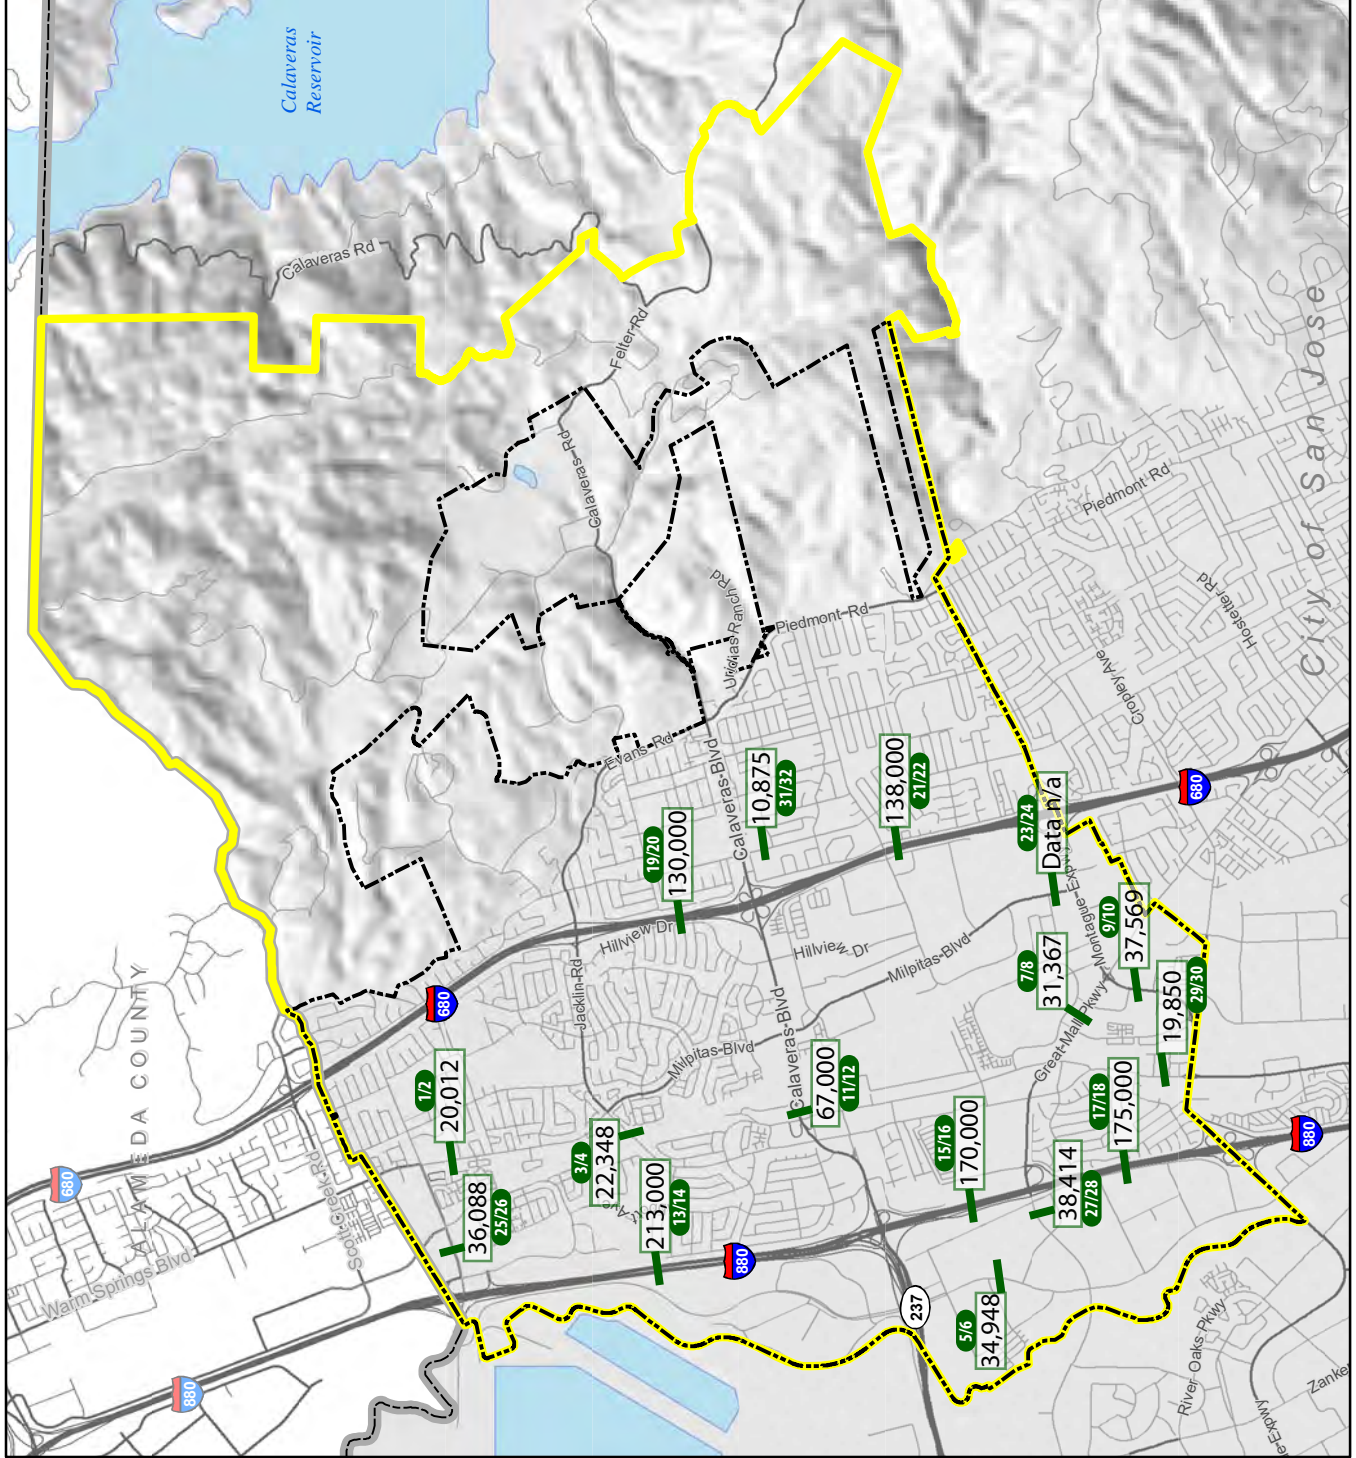 Calaveras
Reservoir
Calaveras Rd
Felter-Rd
Calaveras-Rd
ALAMEDA COUNTY
City of San Jose
Piedmont Rd
Hostetter-Rd
Cropley-Ave
Uridias Ranch Rd
Piedmont-Rd
Evans-Rd
Calaveras-Blvd
10,875
31/32
138,000
21/22
19/20
130,000
23/24
Data n/a
680
680
680
Hillview Dr
Hillview-Dr
Jacklin-Rd
Milpitas-Blvd
Milpitas-Blvd
Calaveras-Blvd
Montague-Expwy
Great-Mall-Pkwy
9/10
37,569
7/8
31,367
19,850
29/30
1/2
20,012
67,000
11/12
17/18
175,000
15/16
170,000
3/4
22,348
213,000
13/14
38,414
27/28
36,088
25/26
5/6
34,948
Scott-Creek-Rd
Warm Springs Blvd
880
880
880
237
River-Oaks-Pkwy
Zanke
e-Expwy